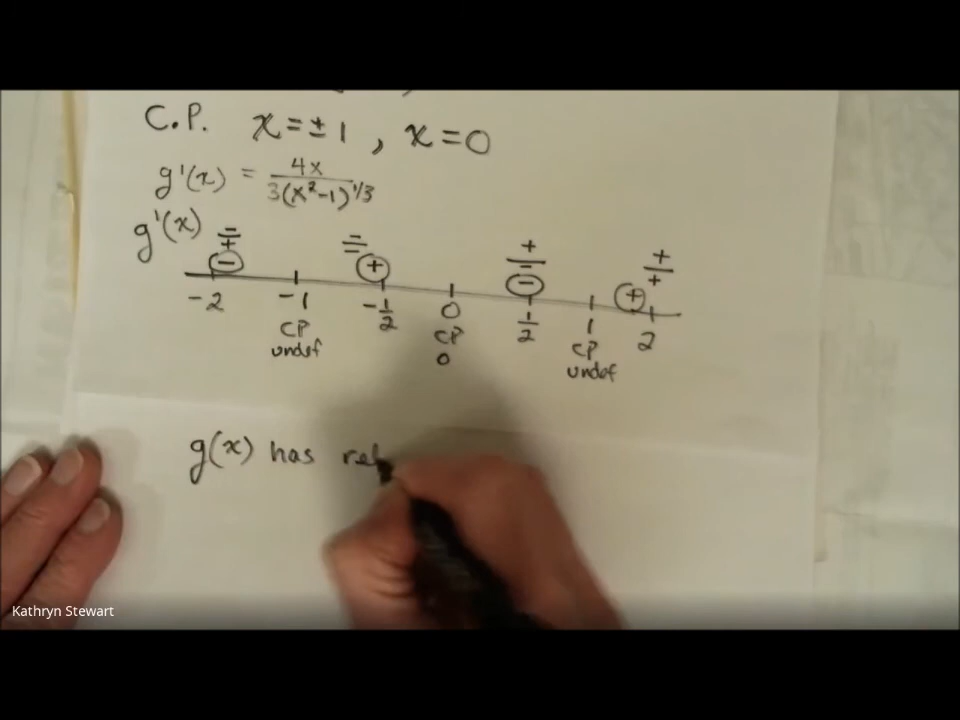 C.P. x = ± 1 , x = 0
g'(x) = 4x / 3(x²-1)^1/3
g'(x) - / + (-) - / - (+) + / - (-) + / + (+)
-2 -1 -1/2 0 1/2 1 2
CP CP CP
undef 0 undef
g(x) has rel
Kathryn Stewart